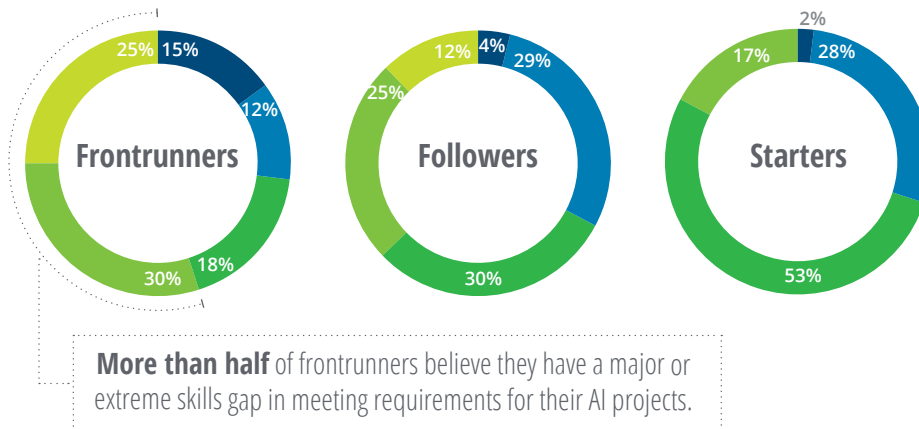 2%
25% 15%
12%
18%
30%
Frontrunners
12% 4% 29%
25%
30%
Followers
17% 28%
53%
Starters
More than half of frontrunners believe they have a major or
extreme skills gap in meeting requirements for their AI projects.